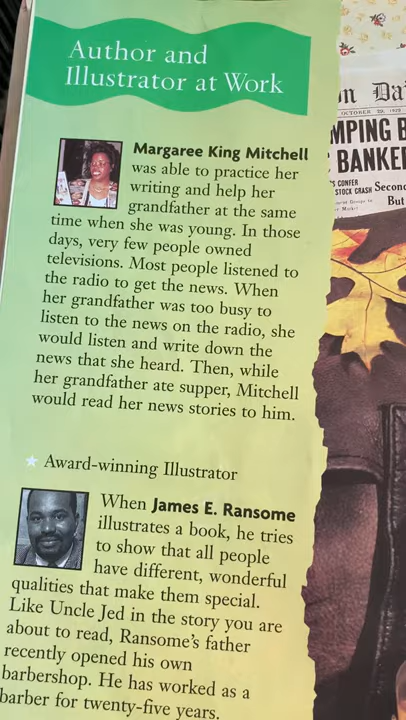 Author and
Illustrator at Work
Margaree King Mitchell
was able to practice her
writing and help her
grandfather at the same
time when she was young. In those
days, very few people owned
televisions. Most people listened to
the radio to get the news. When
her grandfather was too busy to
listen to the news on the radio, she
would listen and write down the
news that she heard. Then, while
her grandfather ate supper, Mitchell
would read her news stories to him.
Award-winning Illustrator
When James E. Ransome
illustrates a book, he tries
to show that all people
have different, wonderful
qualities that make them special.
Like Uncle Jed in the story you are
about to read, Ransome's father
recently opened his own
barbershop. He has worked as a
barber for twenty-five years.
n Da
OCTOBER 29, 1929
MPING B
BANKE
S CONFER
STOCK CRASH
Second
But